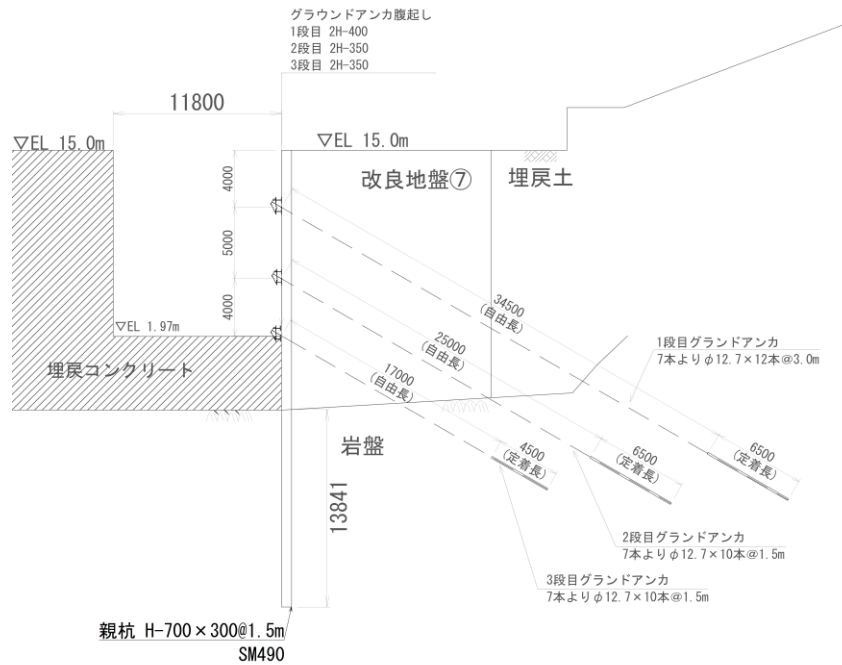 グラウンドアンカ腹起し
1段目 2H-400
2段目 2H-350
3段目 2H-350
11800
▽EL 15.0m
▽EL 15.0m
4000
改良地盤⑦
埋戻土
5000
4000
34500
(自由長)
25000
(自由長)
17000
(自由長)
▽EL 1.97m
1段目グランドアンカ
7本よりφ12.7×12本@3.0m
埋戻コンクリート
岩盤
4500
(定着長)
6500
(定着長)
6500
(定着長)
13841
2段目グランドアンカ
7本よりφ12.7×10本@1.5m
3段目グランドアンカ
7本よりφ12.7×10本@1.5m
親杭 H-700×300@1.5m
SM490